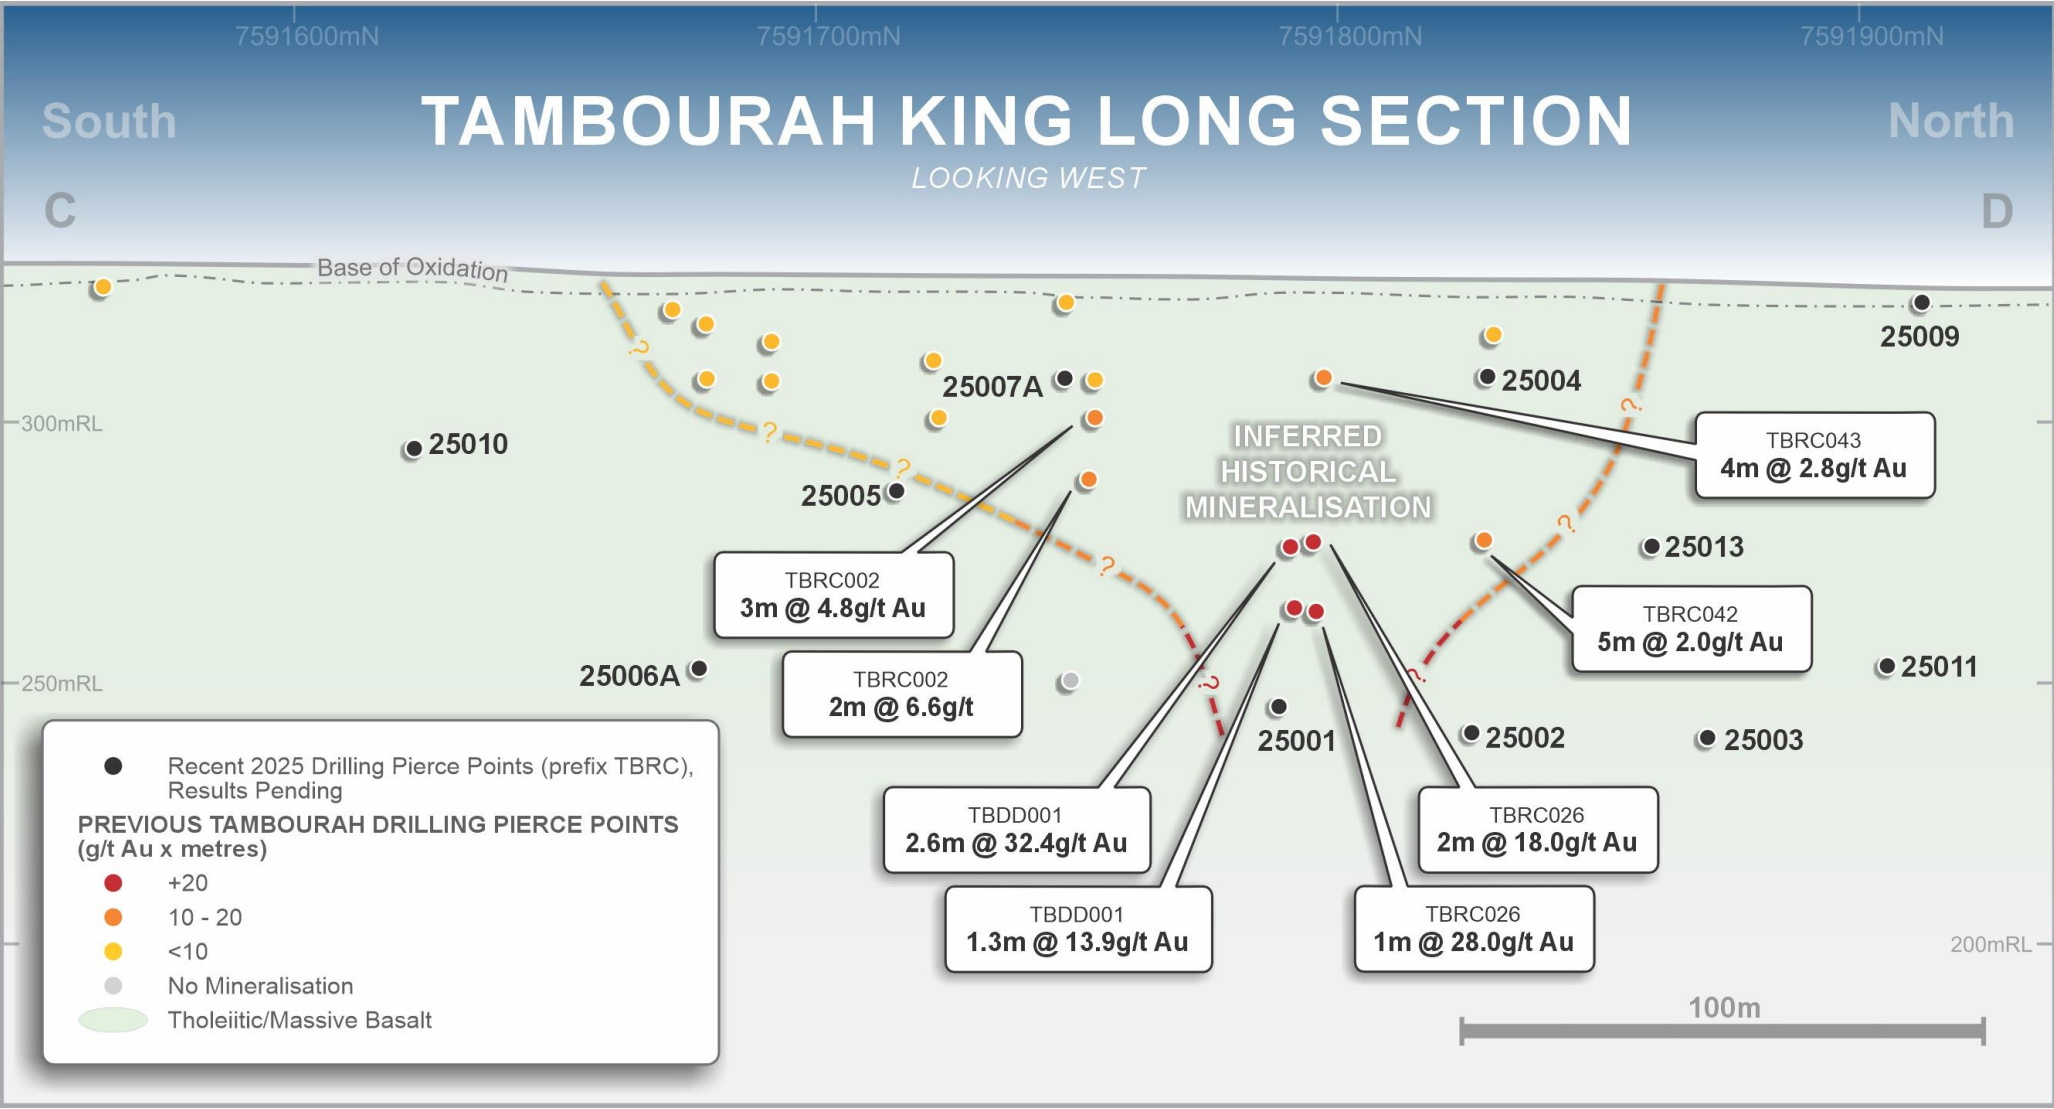 7591600mN
7591700mN
7591800mN
7591900mN
South
TAMBOURAH KING LONG SECTION
North
LOOKING WEST
C
D
Base of Oxidation
25009
25007A
25004
300mRL
25010
?
?
?
?
?
?
?
?
INFERRED
HISTORICAL
MINERALISATION
TBRC043
4m @ 2.8g/t Au
25005
25013
TBRC002
3m @ 4.8g/t Au
TBRC042
5m @ 2.0g/t Au
25006A
250mRL
TBRC002
2m @ 6.6g/t
25011
25001
25002
25003
TBDD001
2.6m @ 32.4g/t Au
TBRC026
2m @ 18.0g/t Au
TBDD001
1.3m @ 13.9g/t Au
TBRC026
1m @ 28.0g/t Au
200mRL
100m
Recent 2025 Drilling Pierce Points (prefix TBRC),
Results Pending
PREVIOUS TAMBOURAH DRILLING PIERCE POINTS
(g/t Au x metres)
+20
10 - 20
<10
No Mineralisation
Tholeiitic/Massive Basalt